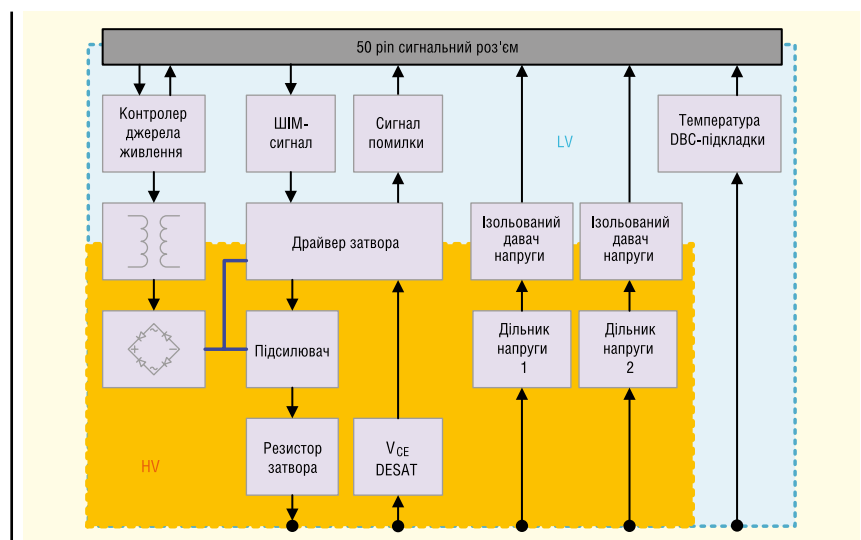 50 pin сигнальний роз'єм
Контролер
джерела
живлення
ШІМ-
сигнал
Сигнал
помилки
LV
Температура
DBC-підкладки
Драйвер затвора
Ізольований
давач
напруги
Ізольований
давач
напруги
Підсилювач
Дільник
напруги
1
Дільник
напруги
2
HV
Резистор
затвора
VCE
DESAT